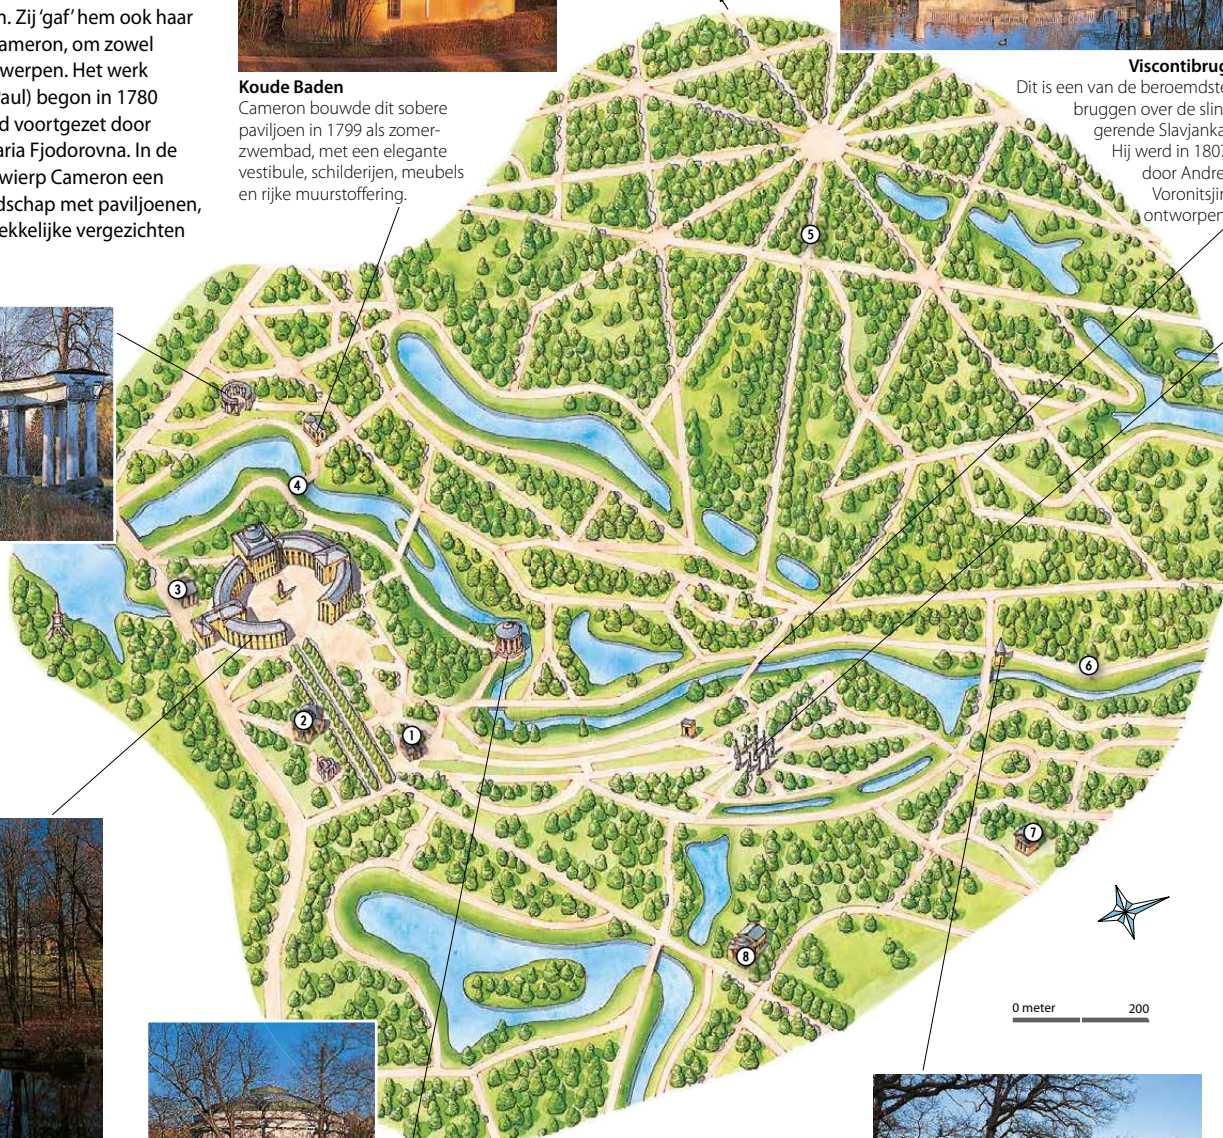 n. Zij ‘gaf’ hem ook haar
ameron, om zowel
werpen. Het werk
Paul) begon in 1780
d voortgezet door
aria Fjodorovna. In de
wierp Cameron een
dschap met paviljoenen,
ekkelijke vergezichten
Koude Baden
Cameron bouwde dit sobere
paviljoen in 1799 als zomer-
zwembad, met een elegante
vestibule, schilderijen, meubels
en rijke muurstoffering.
Viscontibrug
Dit is een van de beroemdste
bruggen over de slin
gerende Slavjanka
Hij werd in 1807
door Andre
Voronitsjin
ontworpen
5
4
3
6
2
1
7
8
0 meter 200